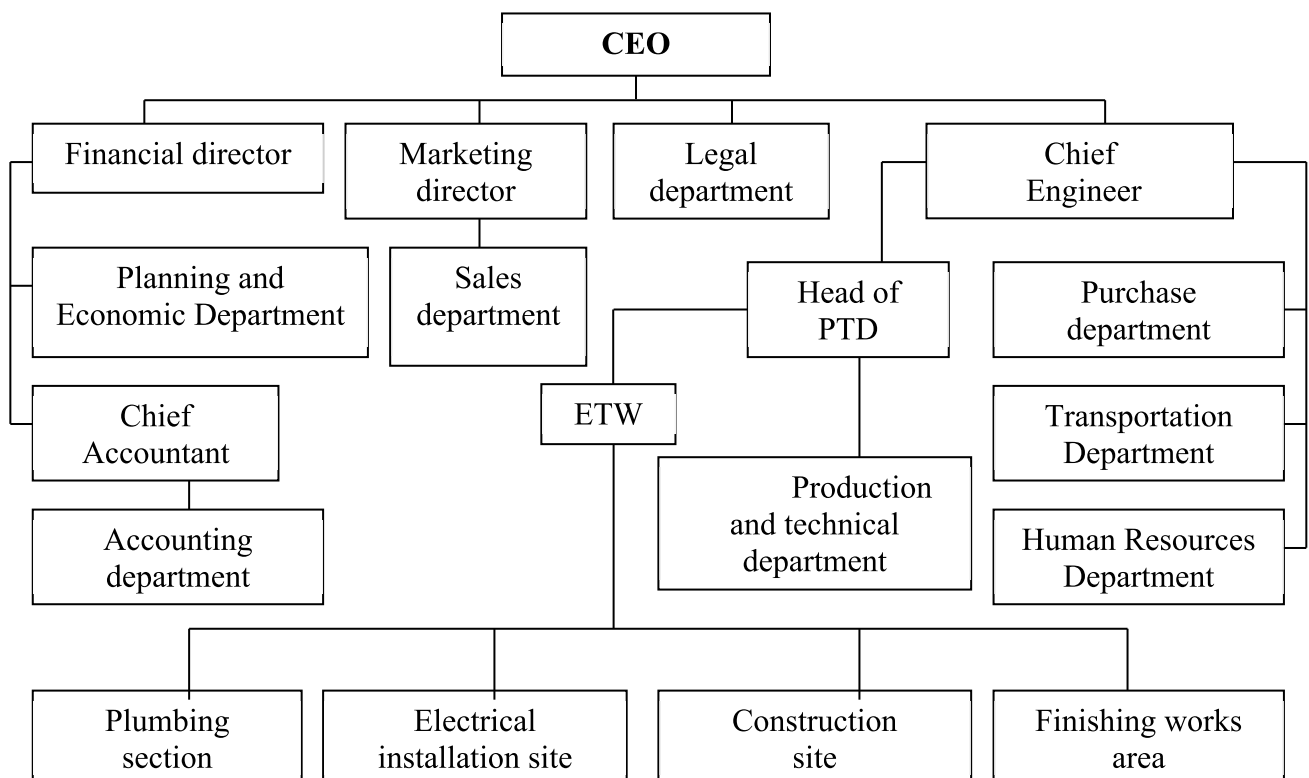 CEO
Financial director
Marketing
director
Legal
department
Chief
Engineer
Planning and
Economic Department
Sales
department
Head of
PTD
Purchase
department
Chief
Accountant
ETW
Transportation
Department
Production
and technical
department
Accounting
department
Human Resources
Department
Plumbing
section
Electrical
installation site
Construction
site
Finishing works
area